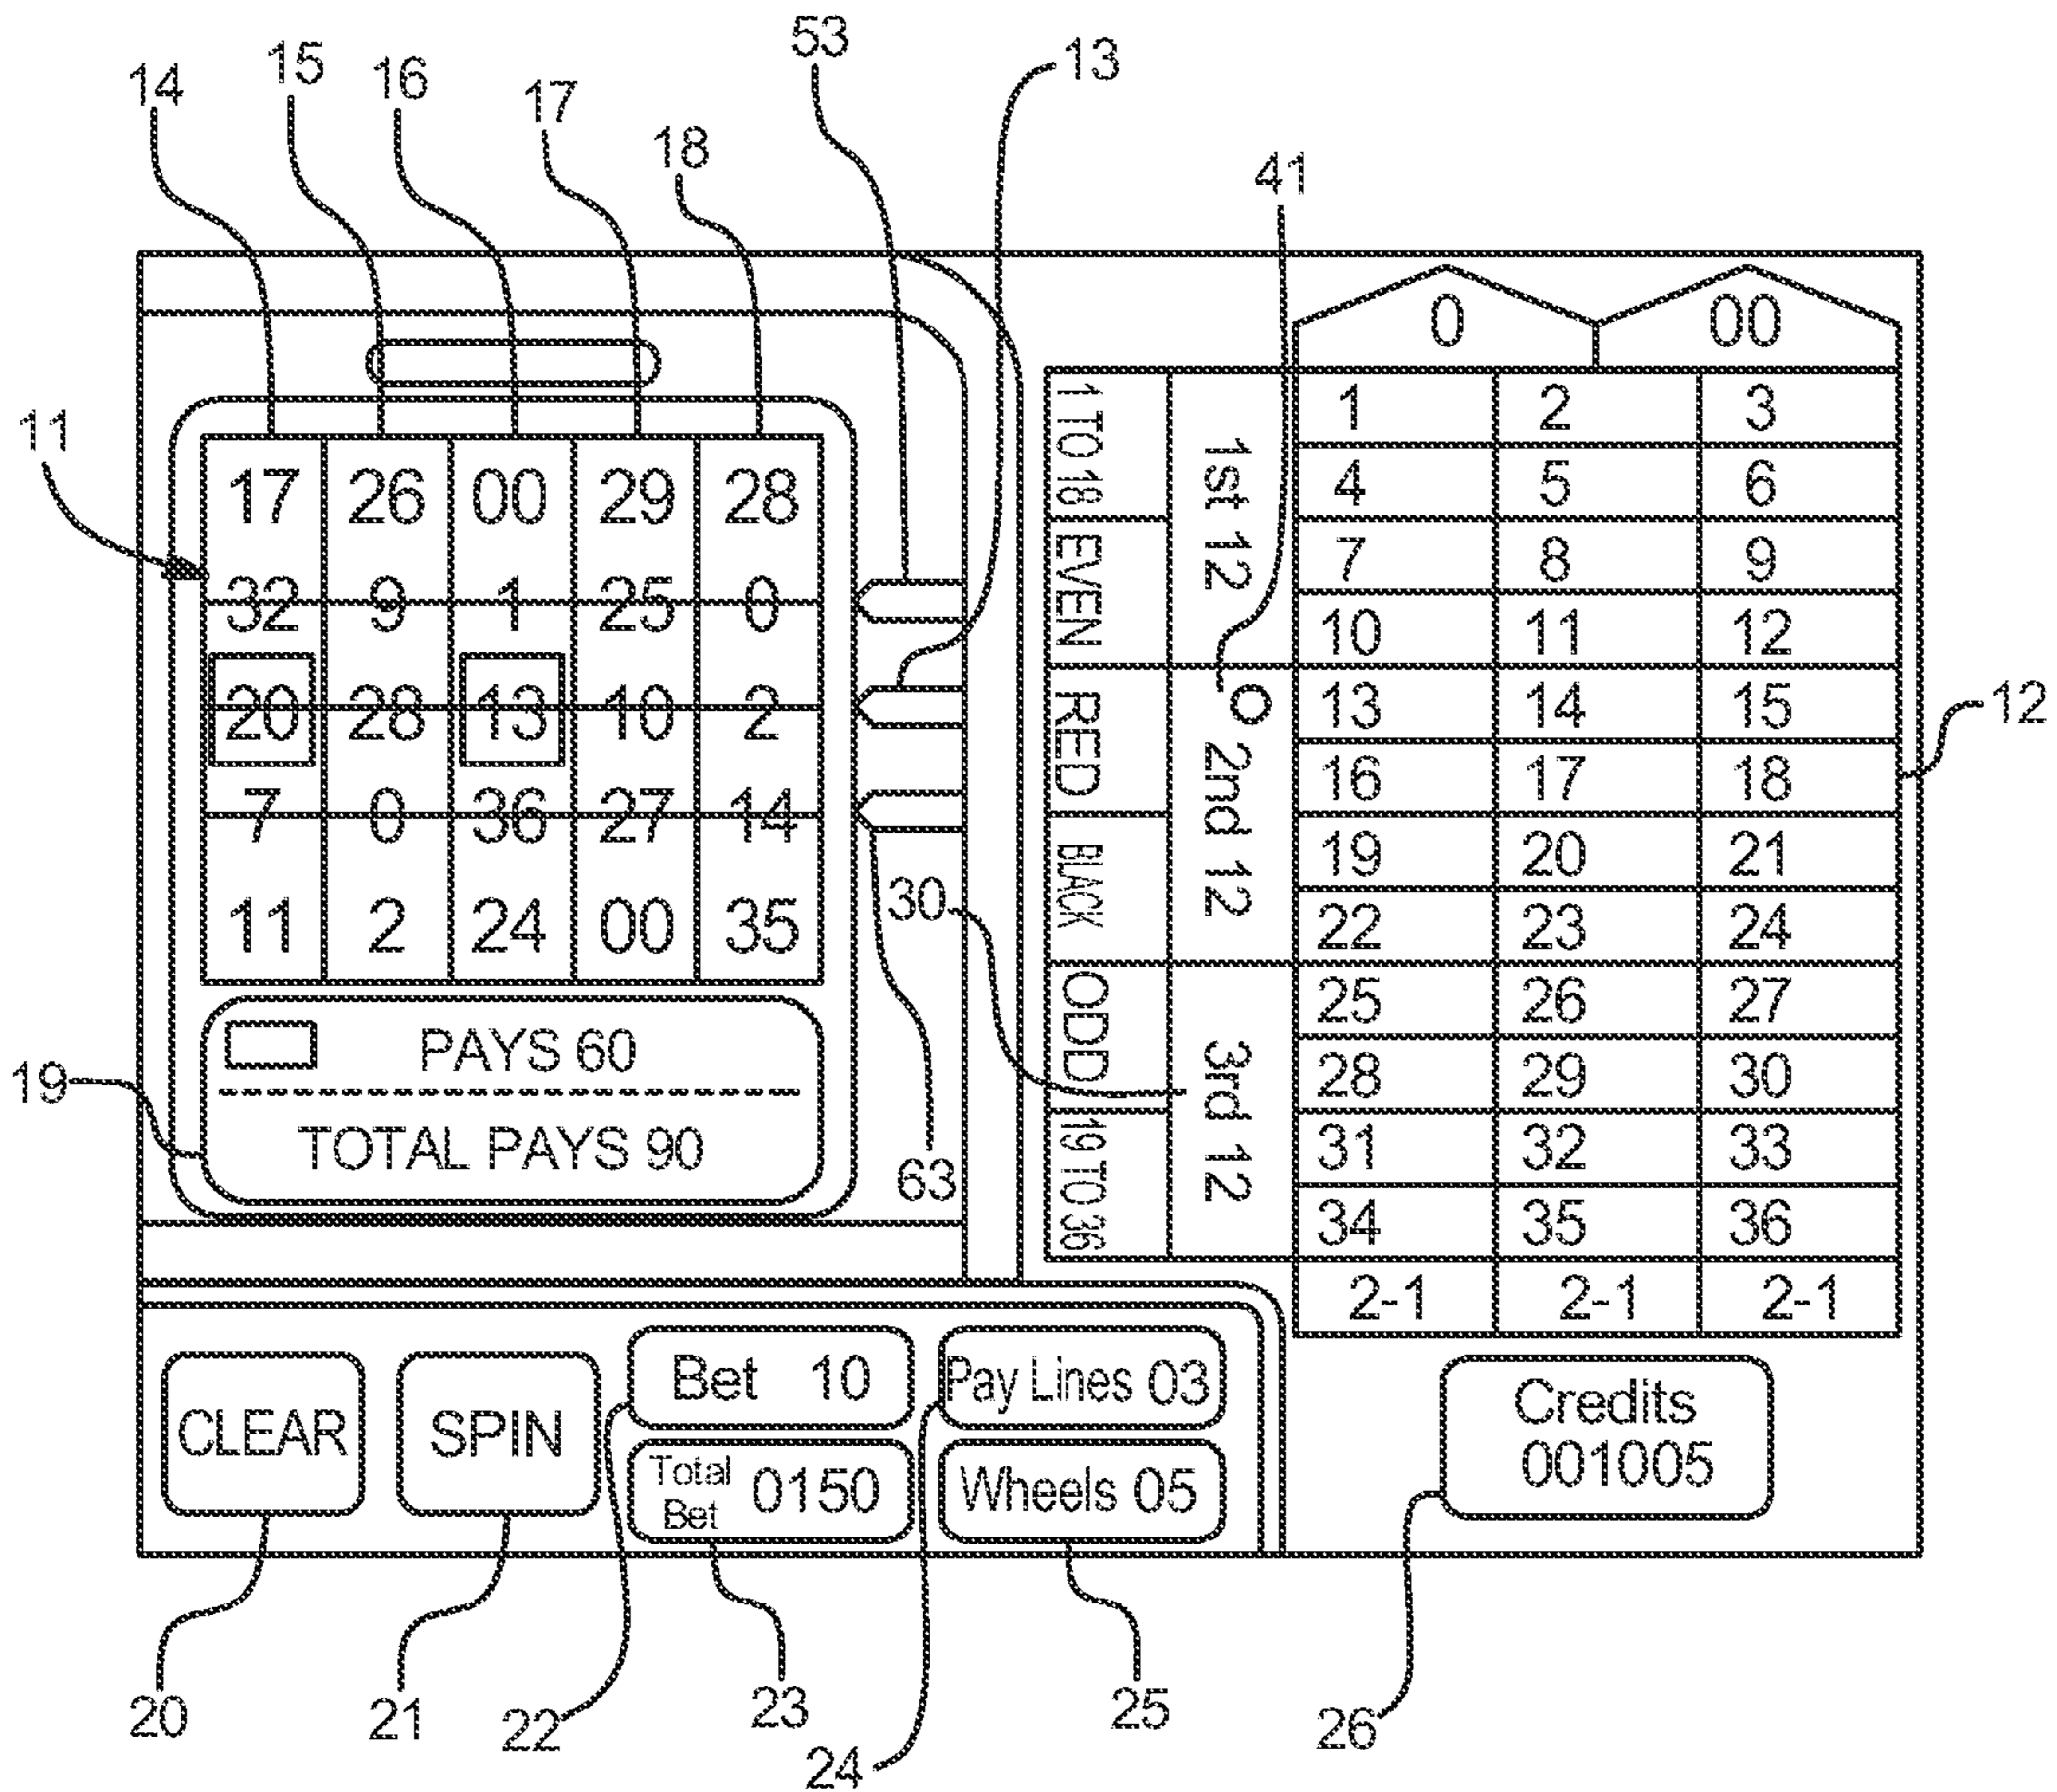 53
13
15
16
14
17
18
41
0 00
11
17 26 00 29 28
32 9 1 25 0
20 28 13 10 2
7 0 36 27 14
11 2 24 00 35
PAYS 60
TOTAL PAYS 90
19
30
63
1 TO 18
EVEN
RED
BLACK
ODD
19 TO 36
1st 12
2nd 12
3rd 12
1 2 3
4 5 6
7 8 9
10 11 12
13 14 15
16 17 18
19 20 21
22 23 24
25 26 27
28 29 30
31 32 33
34 35 36
2-1 2-1 2-1
12
CLEAR
SPIN
Bet 10
Total Bet 0150
Pay Lines 03
Wheels 05
Credits
001005
20
21
22
23
24
25
26